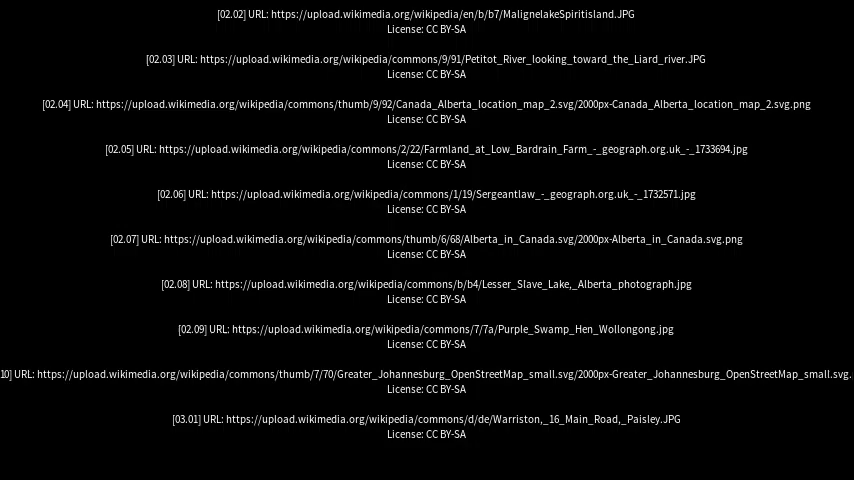 [02.02] URL: https://upload.wikimedia.org/wikipedia/en/b/b7/MalignelakeSpiritisland.JPG
License: CC BY-SA
[02.03] URL: https://upload.wikimedia.org/wikipedia/commons/9/91/Petitot_River_looking_toward_the_Liard_river.JPG
License: CC BY-SA
[02.04] URL: https://upload.wikimedia.org/wikipedia/commons/thumb/9/92/Canada_Alberta_location_map_2.svg/2000px-Canada_Alberta_location_map_2.svg.png
License: CC BY-SA
[02.05] URL: https://upload.wikimedia.org/wikipedia/commons/2/22/Farmland_at_Low_Bardrain_Farm_-_geograph.org.uk_-_1733694.jpg
License: CC BY-SA
[02.06] URL: https://upload.wikimedia.org/wikipedia/commons/1/19/Sergeantlaw_-_geograph.org.uk_-_1732571.jpg
License: CC BY-SA
[02.07] URL: https://upload.wikimedia.org/wikipedia/commons/thumb/6/68/Alberta_in_Canada.svg/2000px-Alberta_in_Canada.svg.png
License: CC BY-SA
[02.08] URL: https://upload.wikimedia.org/wikipedia/commons/b/b4/Lesser_Slave_Lake,_Alberta_photograph.jpg
License: CC BY-SA
[02.09] URL: https://upload.wikimedia.org/wikipedia/commons/7/7a/Purple_Swamp_Hen_Wollongong.jpg
License: CC BY-SA
10] URL: https://upload.wikimedia.org/wikipedia/commons/thumb/7/70/Greater_Johannesburg_OpenStreetMap_small.svg/2000px-Greater_Johannesburg_OpenStreetMap_small.svg.
License: CC BY-SA
[03.01] URL: https://upload.wikimedia.org/wikipedia/commons/d/de/Warriston,_16_Main_Road,_Paisley.JPG
License: CC BY-SA